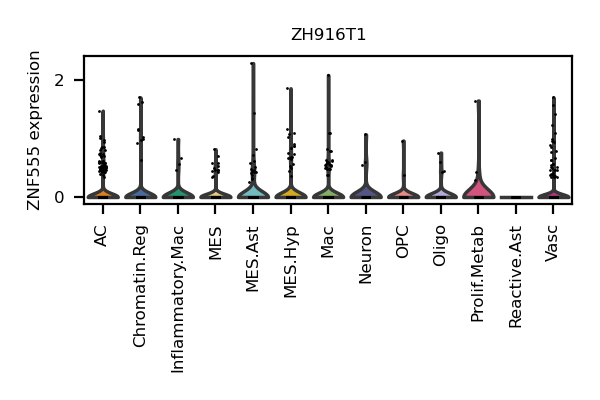 ZH916T1
ZNF555 expression
2
0
AC
Chromatin.Reg
Inflammatory.Mac
MES
MES.Ast
MES.Hyp
Mac
Neuron
OPC
Oligo
Prolif.Metab
Reactive.Ast
Vasc